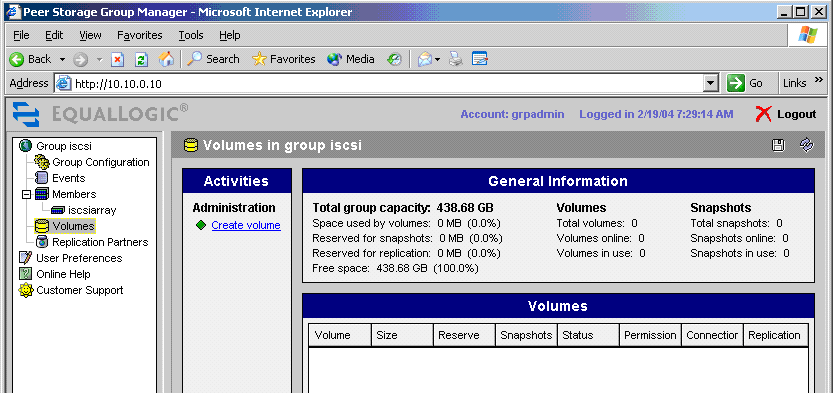 Peer Storage Group Manager - Microsoft Internet Explorer
File Edit View Favorites Tools Help
Back Search Favorites Media
Address http://10.10.0.10 Go Links »
EQUALLOGIC® Account: grpadmin Logged in 2/19/04 7:29:14 AM Logout
Group iscsi
Group Configuration
Events
Members
iscsiarray
Volumes
Replication Partners
User Preferences
Online Help
Customer Support
Volumes in group iscsi
Activities
Administration
Create volume
General Information
Total group capacity: 438.68 GB
Space used by volumes: 0 MB (0.0%)
Reserved for snapshots: 0 MB (0.0%)
Reserved for replication: 0 MB (0.0%)
Free space: 438.68 GB (100.0%)
Volumes
Total volumes: 0
Volumes online: 0
Volumes in use: 0
Snapshots
Total snapshots: 0
Snapshots online: 0
Snapshots in use: 0
Volumes
Volume Size Reserve Snapshots Status Permission Connectior Replication